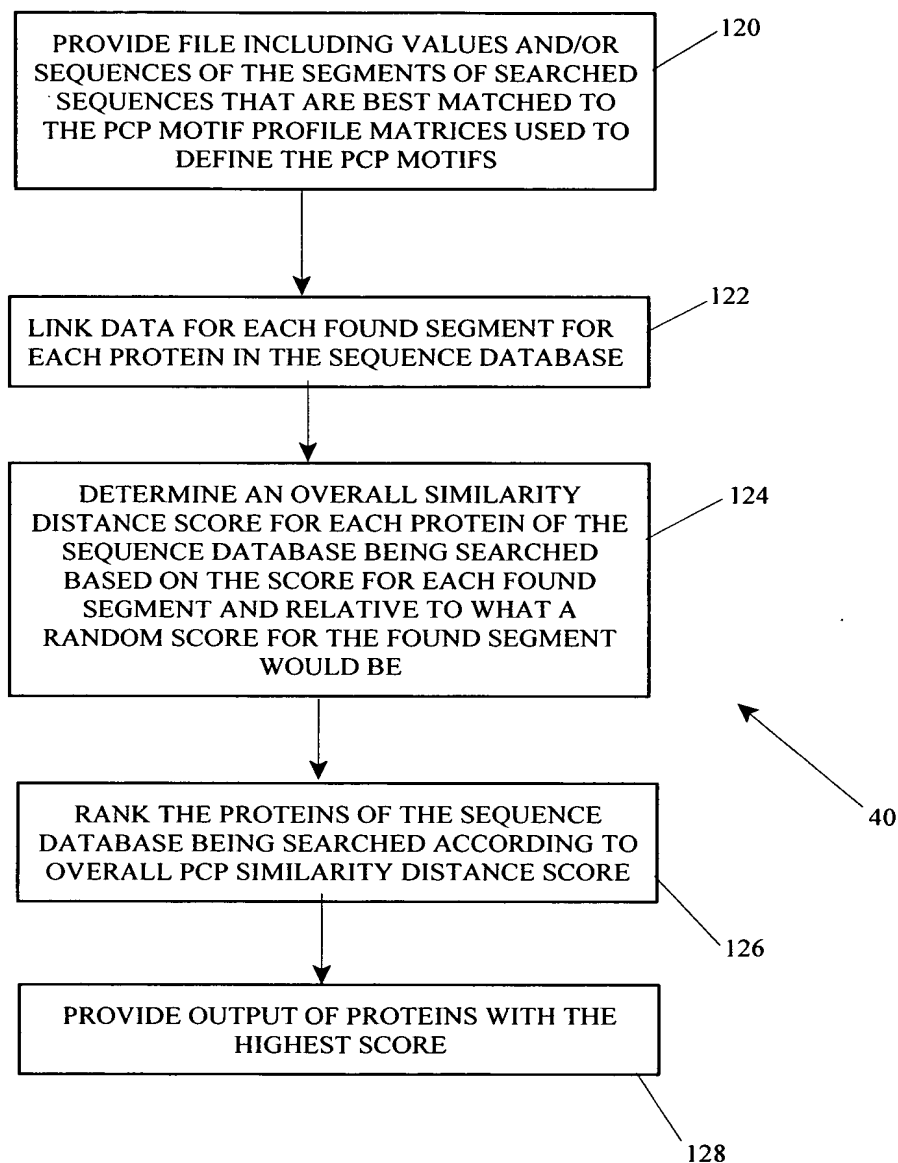 120
PROVIDE FILE INCLUDING VALUES AND/OR
SEQUENCES OF THE SEGMENTS OF SEARCHED
SEQUENCES THAT ARE BEST MATCHED TO
THE PCP MOTIF PROFILE MATRICES USED TO
DEFINE THE PCP MOTIFS
122
LINK DATA FOR EACH FOUND SEGMENT FOR
EACH PROTEIN IN THE SEQUENCE DATABASE
124
DETERMINE AN OVERALL SIMILARITY
DISTANCE SCORE FOR EACH PROTEIN OF THE
SEQUENCE DATABASE BEING SEARCHED
BASED ON THE SCORE FOR EACH FOUND
SEGMENT AND RELATIVE TO WHAT A
RANDOM SCORE FOR THE FOUND SEGMENT
WOULD BE
40
RANK THE PROTEINS OF THE SEQUENCE
DATABASE BEING SEARCHED ACCORDING TO
OVERALL PCP SIMILARITY DISTANCE SCORE
126
PROVIDE OUTPUT OF PROTEINS WITH THE
HIGHEST SCORE
128